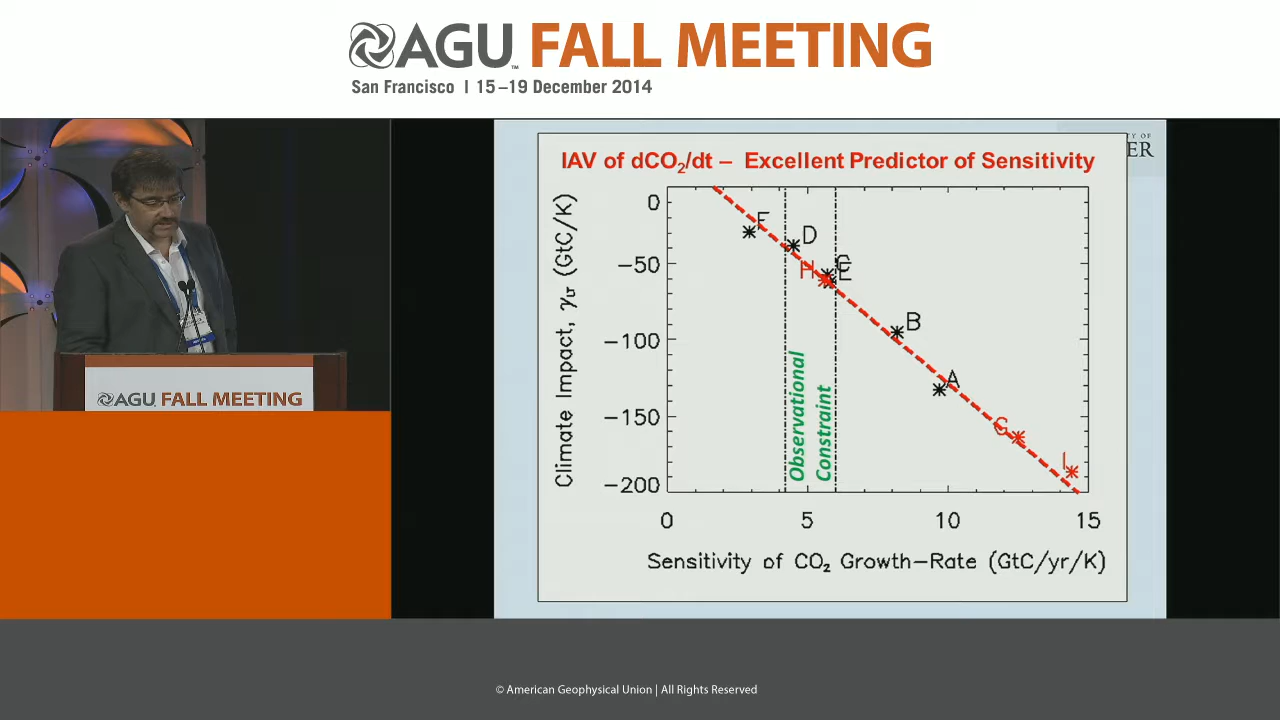 AGU FALL MEETING
San Francisco | 15–19 December 2014
IAV of dCO₂/dt – Excellent Predictor of Sensitivity
Climate Impact, γLT (GtC/K)
0
−50
−100
−150
−200
F
D
H
C
E
B
A
G
I
Observational
Constraint
0
5
10
15
Sensitivity of CO₂ Growth−Rate (GtC/yr/K)
AGU FALL MEETING
© American Geophysical Union | All Rights Reserved